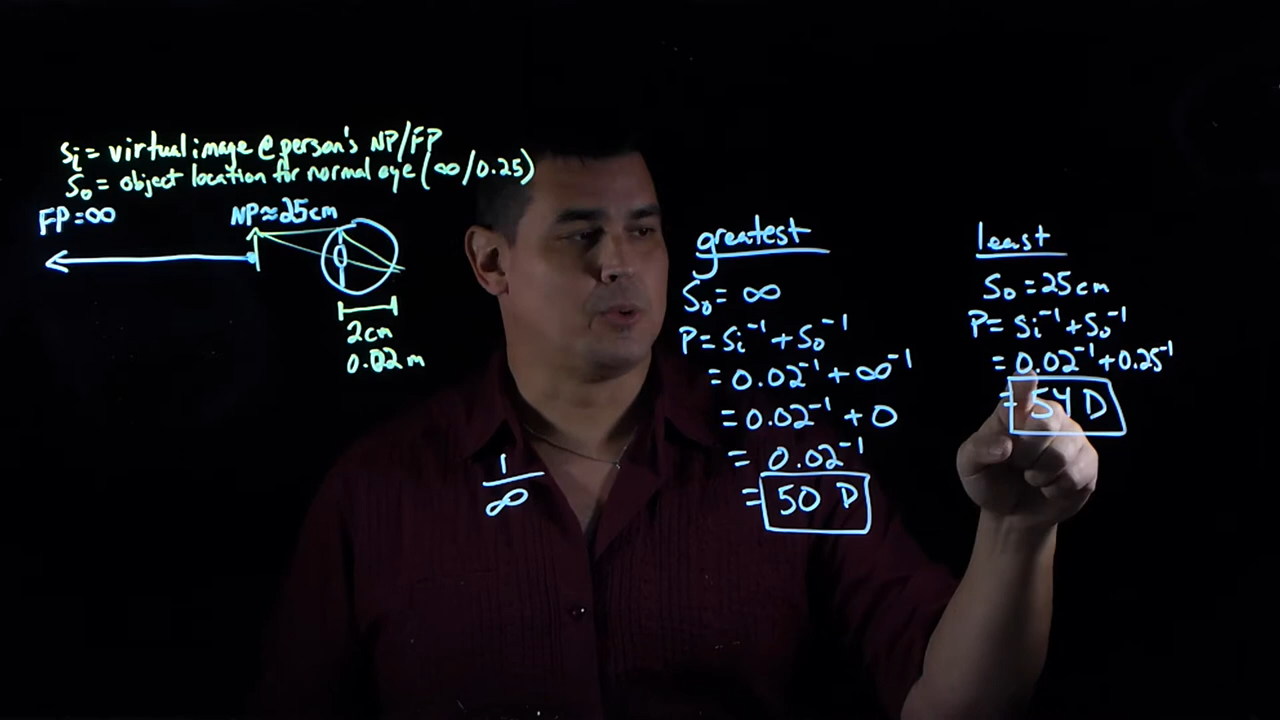 Si = virtual image @ person's NP/FP
So = object location for normal eye (∞/0.25)
FP = ∞
NP ≈ 25cm
2cm
0.02 m
1
∞
greatest
So = ∞
P = Si⁻¹ + So⁻¹
= 0.02⁻¹ + ∞⁻¹
= 0.02⁻¹ + 0
= 0.02⁻¹
= 50 D
least
So = 25cm
P = Si⁻¹ + So⁻¹
= 0.02⁻¹ + 0.25⁻¹
= 54 D